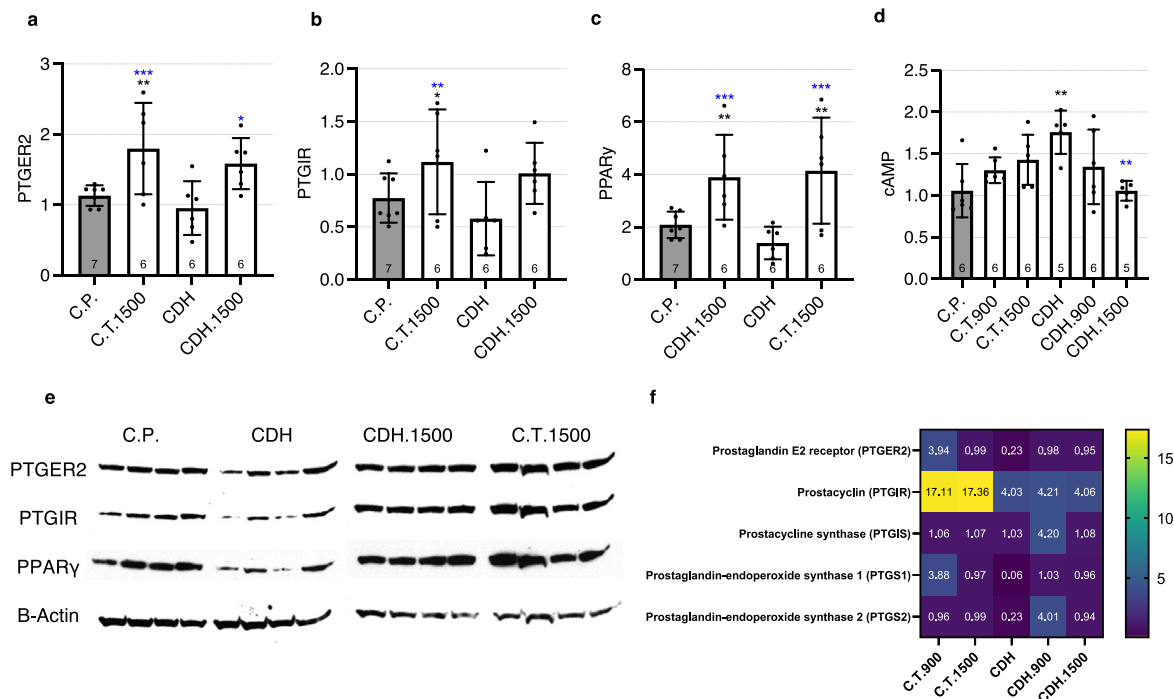 a
b
c
d
PTGER2
3
2
1
0
***
**
*
7
6
6
6
C.P.
C.T.1500
CDH
CDH.1500
PTGIR
1.5
1.0
0.5
0.0
**
*
7
6
6
6
C.P.
C.T.1500
CDH
CDH.1500
PPARγ
8
6
4
2
0
***
**
***
**
7
6
6
6
C.P.
CDH.1500
CDH
C.T.1500
cAMP
2.5
2.0
1.5
1.0
0.5
0.0
**
**
6
6
6
5
6
5
C.P.
C.T.900
C.T.1500
CDH
CDH.900
CDH.1500
e
C.P.
CDH
CDH.1500
C.T.1500
PTGER2
PTGIR
PPARγ
B-Actin
f
Prostaglandin E2 receptor (PTGER2) 3.94 0.99 0.23 0.98 0.95
Prostacyclin (PTGIR) 17.11 17.36 4.03 4.21 4.06
Prostacycline synthase (PTGIS) 1.06 1.07 1.03 4.20 1.08
Prostaglandin-endoperoxide synthase 1 (PTGS1) 3.88 0.97 0.06 1.03 0.96
Prostaglandin-endoperoxide synthase 2 (PTGS2) 0.96 0.99 0.23 4.01 0.94
C.T.900
C.T.1500
CDH
CDH.900
CDH.1500
15
10
5